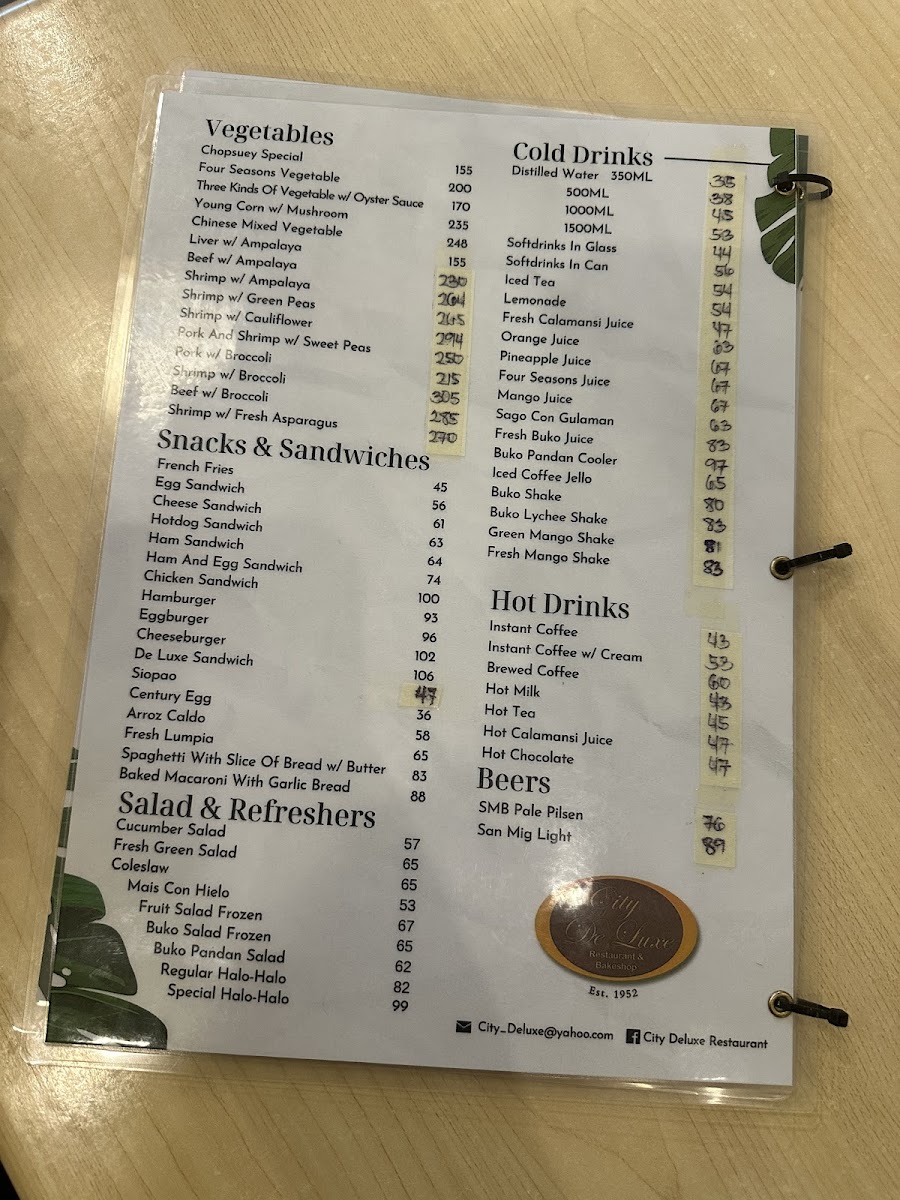 Vegetables
Chopsuey Special 155
Four Seasons Vegetable 200
Three Kinds Of Vegetable w/ Oyster Sauce 170
Young Corn w/ Mushroom 235
Chinese Mixed Vegetable 248
Liver w/ Ampalaya 155
Beef w/ Ampalaya 230
Shrimp w/ Ampalaya 264
Shrimp w/ Green Peas 265
Shrimp w/ Cauliflower 294
Pork And Shrimp w/ Sweet Peas 250
Pork w/ Broccoli 215
Shrimp w/ Broccoli 305
Beef w/ Broccoli 285
Shrimp w/ Fresh Asparagus 270
Snacks & Sandwiches
French Fries 45
Egg Sandwich 56
Cheese Sandwich 61
Hotdog Sandwich 63
Ham Sandwich 64
Ham And Egg Sandwich 74
Chicken Sandwich 100
Hamburger 93
Eggburger 96
Cheeseburger 102
De Luxe Sandwich 106
Siopao 47
Century Egg 36
Arroz Caldo 58
Fresh Lumpia 65
Spaghetti With Slice Of Bread w/ Butter 83
Baked Macaroni With Garlic Bread 88
Salad & Refreshers
Cucumber Salad 57
Fresh Green Salad 65
Coleslaw 65
Mais Con Hielo 53
Fruit Salad Frozen 67
Buko Salad Frozen 65
Buko Pandan Salad 62
Regular Halo-Halo 82
Special Halo-Halo 99
Cold Drinks
Distilled Water 350ML 35
500ML 38
1000ML 45
1500ML 53
Softdrinks In Glass 44
Softdrinks In Can 56
Iced Tea 54
Lemonade 54
Fresh Calamansi Juice 47
Orange Juice 63
Pineapple Juice 67
Four Seasons Juice 67
Mango Juice 67
Sago Con Gulaman 63
Fresh Buko Juice 83
Buko Pandan Cooler 97
Iced Coffee Jello 65
Buko Shake 80
Buko Lychee Shake 83
Green Mango Shake 81
Fresh Mango Shake 83
Hot Drinks
Instant Coffee 43
Instant Coffee w/ Cream 53
Brewed Coffee 60
Hot Milk 43
Hot Tea 45
Hot Calamansi Juice 47
Hot Chocolate 47
Beers
SMB Pale Pilsen 76
San Mig Light 89
City
De Luxe
Restaurant &
Bakeshop
Est. 1952
City_Deluxe@yahoo.com
City Deluxe Restaurant